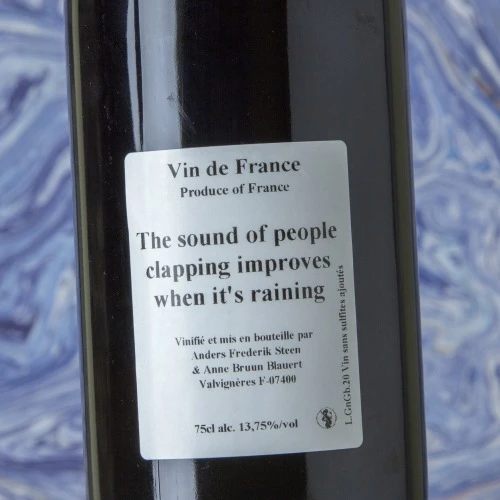 Vin de France
Produce of France
The sound of people
clapping improves
when it's raining
Vinifié et mis en bouteille par
Anders Frederik Steen
& Anne Bruun Blauert
Valvignères F-07400
75cl alc. 13,75%/vol
L.GnGb.20 Vin sans sulfites ajoutés